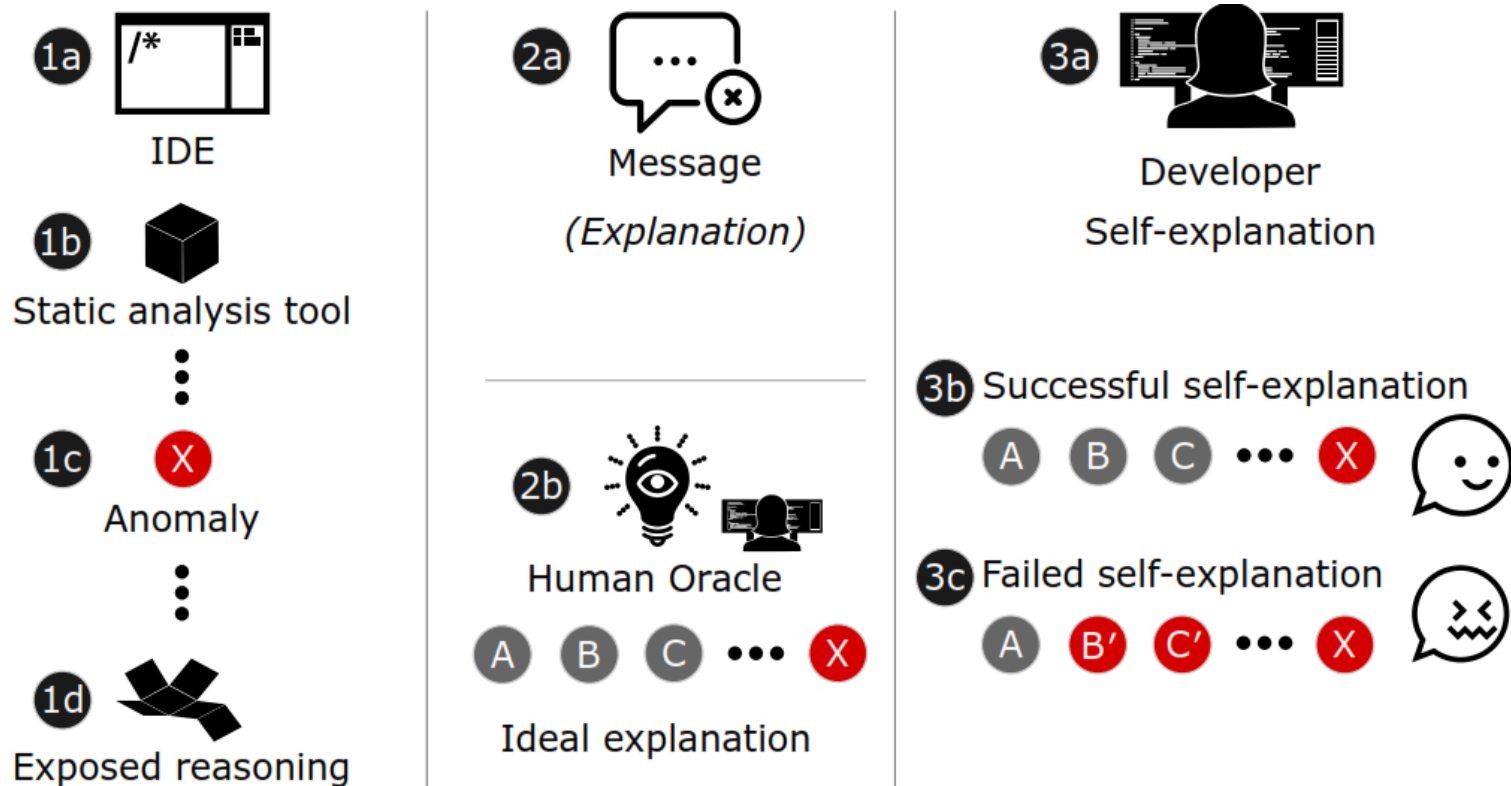 1a
/*
IDE
1b
Static analysis tool
1c
X
Anomaly
1d
Exposed reasoning
2a
Message
(Explanation)
2b
Human Oracle
A B C ••• X
Ideal explanation
3a
Developer
Self-explanation
3b Successful self-explanation
A B C ••• X
3c Failed self-explanation
A B′ C′ ••• X